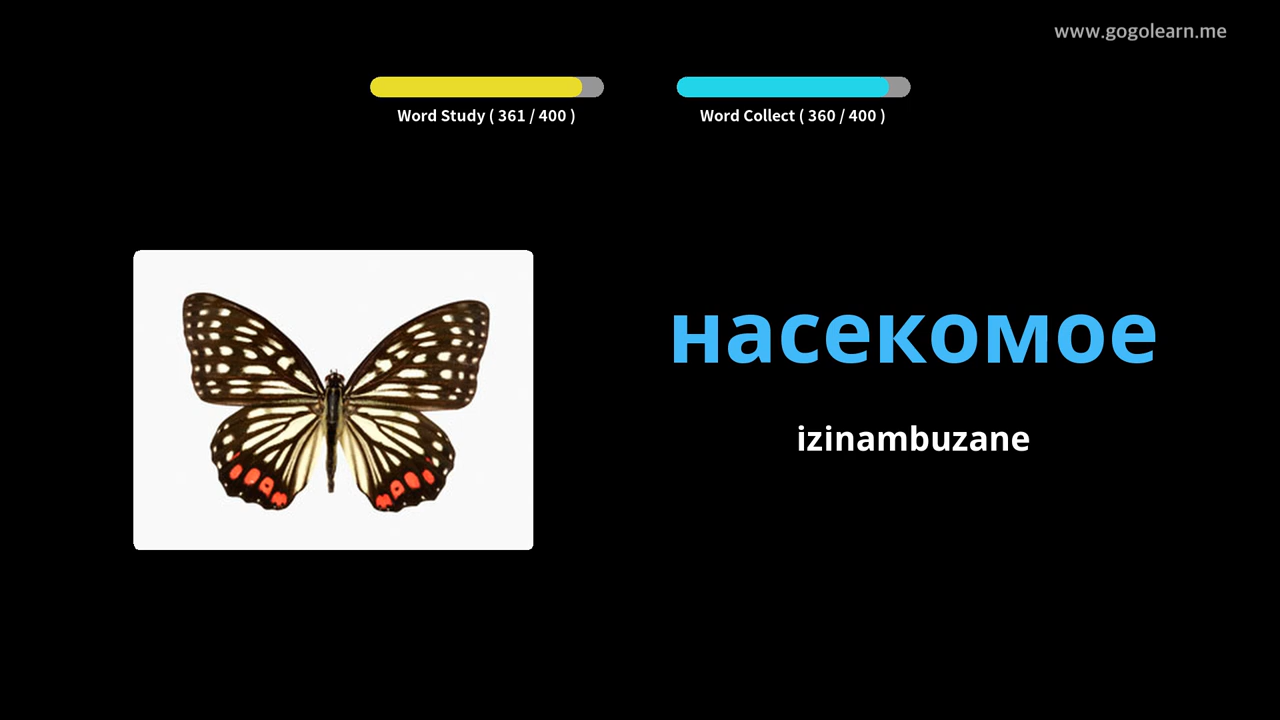 www.gogolearn.me
Word Study ( 361 / 400 )
Word Collect ( 360 / 400 )
насекомое
izinambuzane